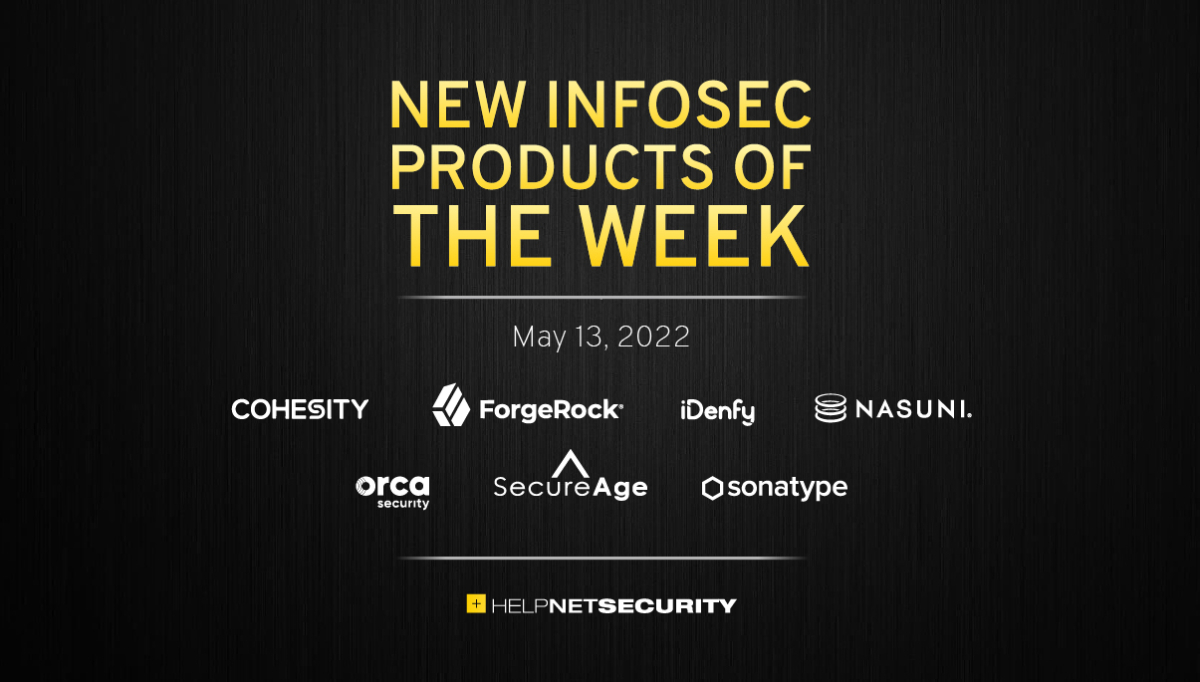 NEW INFOSEC
PRODUCTS OF
THE WEEK
May 13, 2022
COHESITY ForgeRock® iDenfy NASUNI.
orca security SecureAge sonatype
HELPNETSECURITY